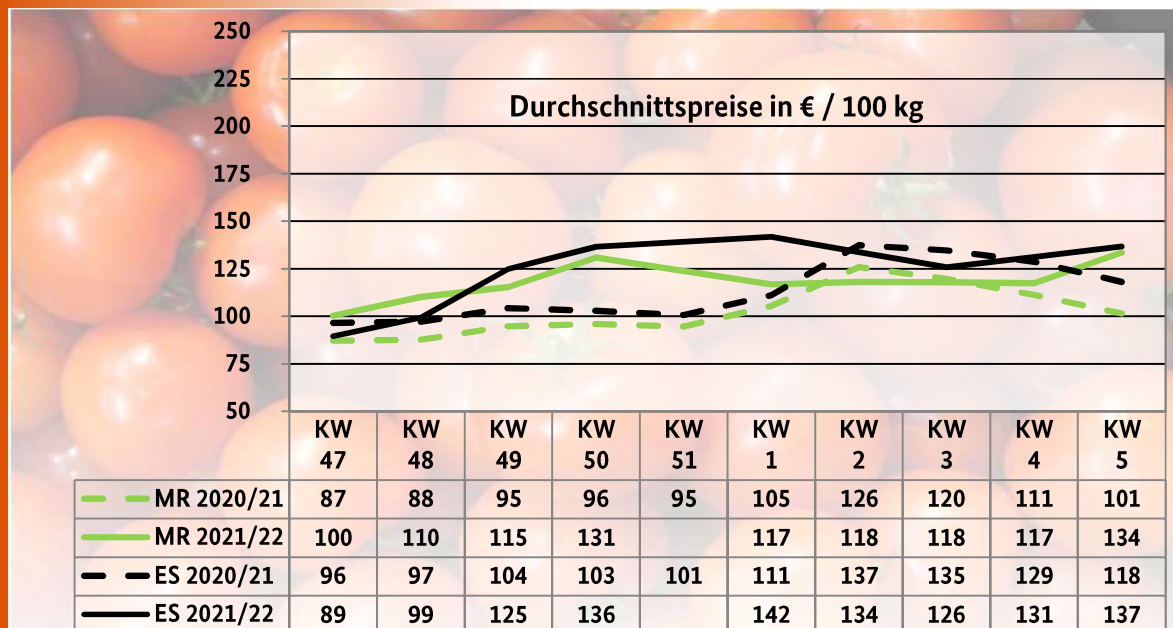 250
225
200
175
150
125
100
75
50
Durchschnittspreise in € / 100 kg
KW 47 KW 48 KW 49 KW 50 KW 51 KW 1 KW 2 KW 3 KW 4 KW 5
MR 2020/21 87 88 95 96 95 105 126 120 111 101
MR 2021/22 100 110 115 131 117 118 118 117 134
ES 2020/21 96 97 104 103 101 111 137 135 129 118
ES 2021/22 89 99 125 136 142 134 126 131 137